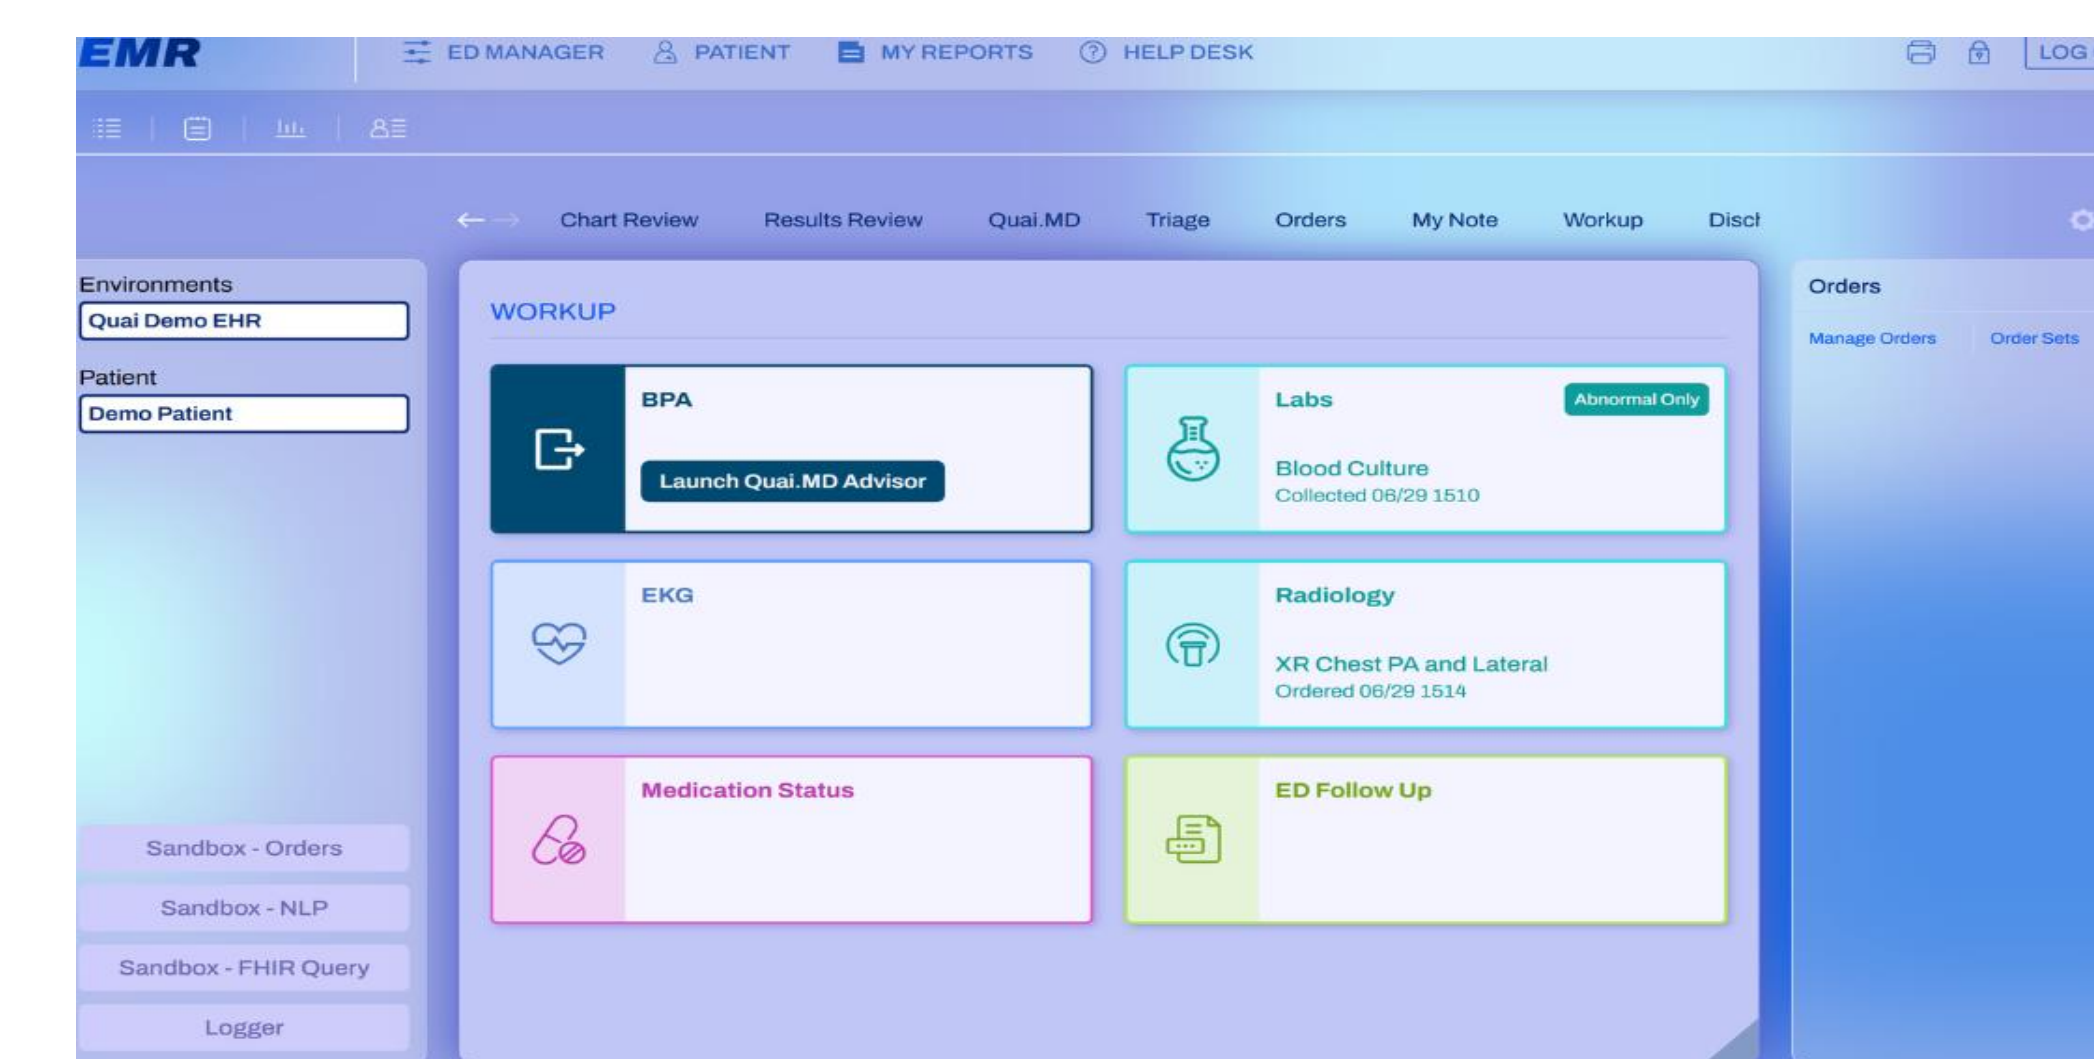 EMR
ED MANAGER
PATIENT
MY REPORTS
HELP DESK
LOG
Chart Review
Results Review
Quai.MD
Triage
Orders
My Note
Workup
Environments
Quai Demo EHR
Patient
Demo Patient
Sandbox - Orders
Sandbox - NLP
Sandbox - FHIR Query
Logger
WORKUP
BPA
Launch Quai.MD Advisor
Labs
Abnormal Only
Blood Culture
Collected 06/29 1510
EKG
Radiology
XR Chest PA and Lateral
Ordered 06/29 1514
Medication Status
ED Follow Up
Orders
Manage Orders
Order Sets